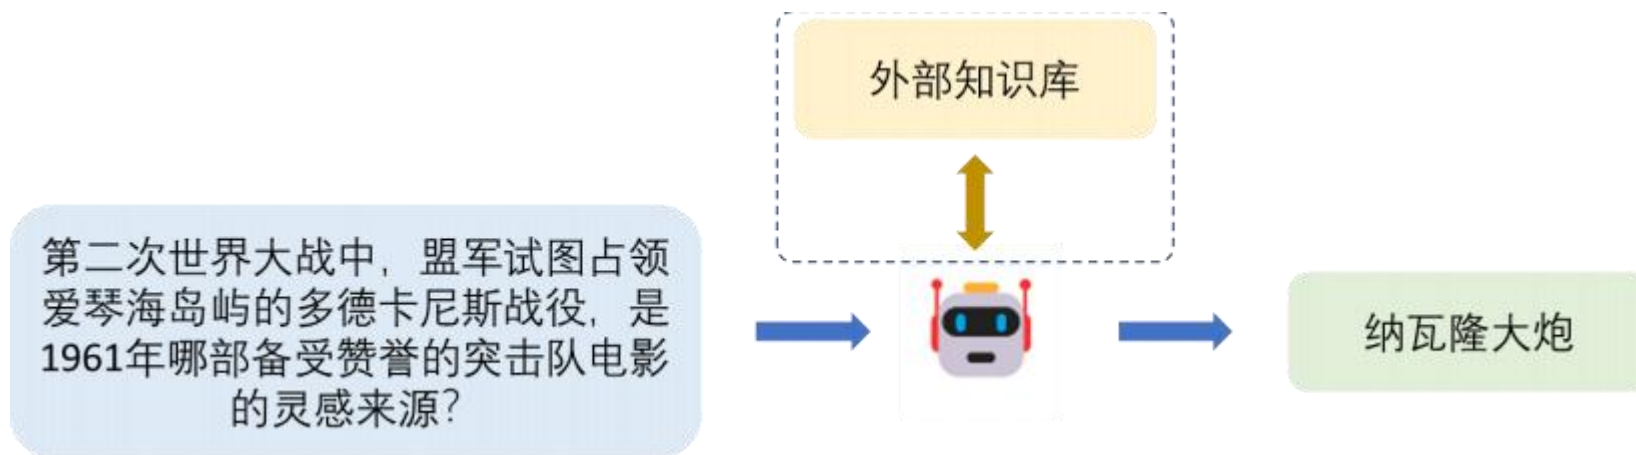 外部知识库
第二次世界大战中，盟军试图占领
爱琴海岛屿的多德卡尼斯战役，是
1961年哪部备受赞誉的突击队电影
的灵感来源？
纳瓦隆大炮